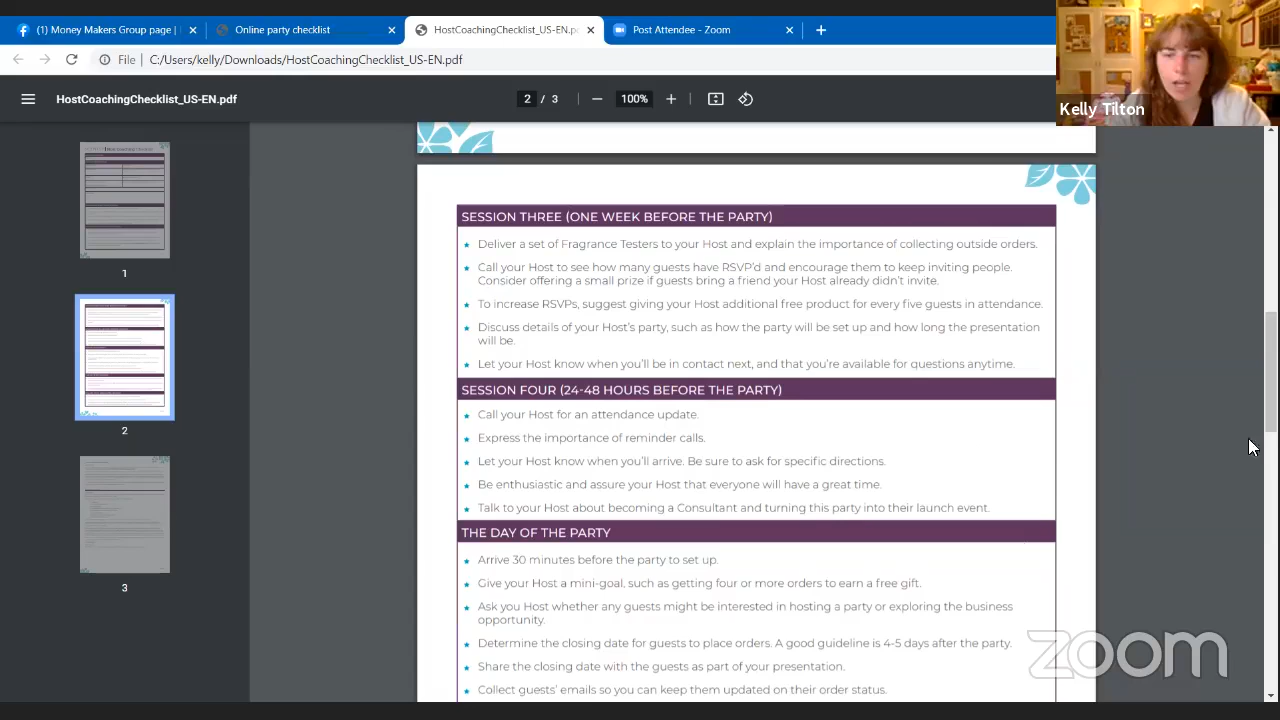 (1) Money Makers Group page |
Online party checklist
HostCoachingChecklist_US-EN.pd
Post Attendee - Zoom
File
C:/Users/kelly/Downloads/HostCoachingChecklist_US-EN.pdf
HostCoachingChecklist_US-EN.pdf
2 / 3
100%
Kelly Tilton
1
2
3
SESSION THREE (ONE WEEK BEFORE THE PARTY)
Deliver a set of Fragrance Testers to your Host and explain the importance of collecting outside orders.
Call your Host to see how many guests have RSVP'd and encourage them to keep inviting people.
Consider offering a small prize if guests bring a friend your Host already didn't invite.
To increase RSVPs, suggest giving your Host additional free product for every five guests in attendance.
Discuss details of your Host's party, such as how the party will be set up and how long the presentation
will be.
Let your Host know when you'll be in contact next, and that you're available for questions anytime.
SESSION FOUR (24-48 HOURS BEFORE THE PARTY)
Call your Host for an attendance update.
Express the importance of reminder calls.
Let your Host know when you'll arrive. Be sure to ask for specific directions.
Be enthusiastic and assure your Host that everyone will have a great time.
Talk to your Host about becoming a Consultant and turning this party into their launch event.
THE DAY OF THE PARTY
Arrive 30 minutes before the party to set up.
Give your Host a mini-goal, such as getting four or more orders to earn a free gift.
Ask you Host whether any guests might be interested in hosting a party or exploring the business
opportunity.
Determine the closing date for guests to place orders. A good guideline is 4-5 days after the party.
Share the closing date with the guests as part of your presentation.
Collect guests' emails so you can keep them updated on their order status.
zoom